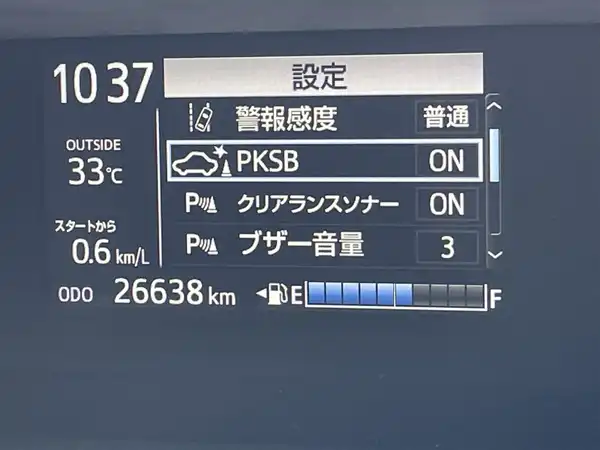 10 37
設定
警報感度 普通
OUTSIDE
33℃
PKSB ON
クリアランスソナー ON
スタートから
0.6 km/L
ブザー音量 3
ODO 26638 km
E F